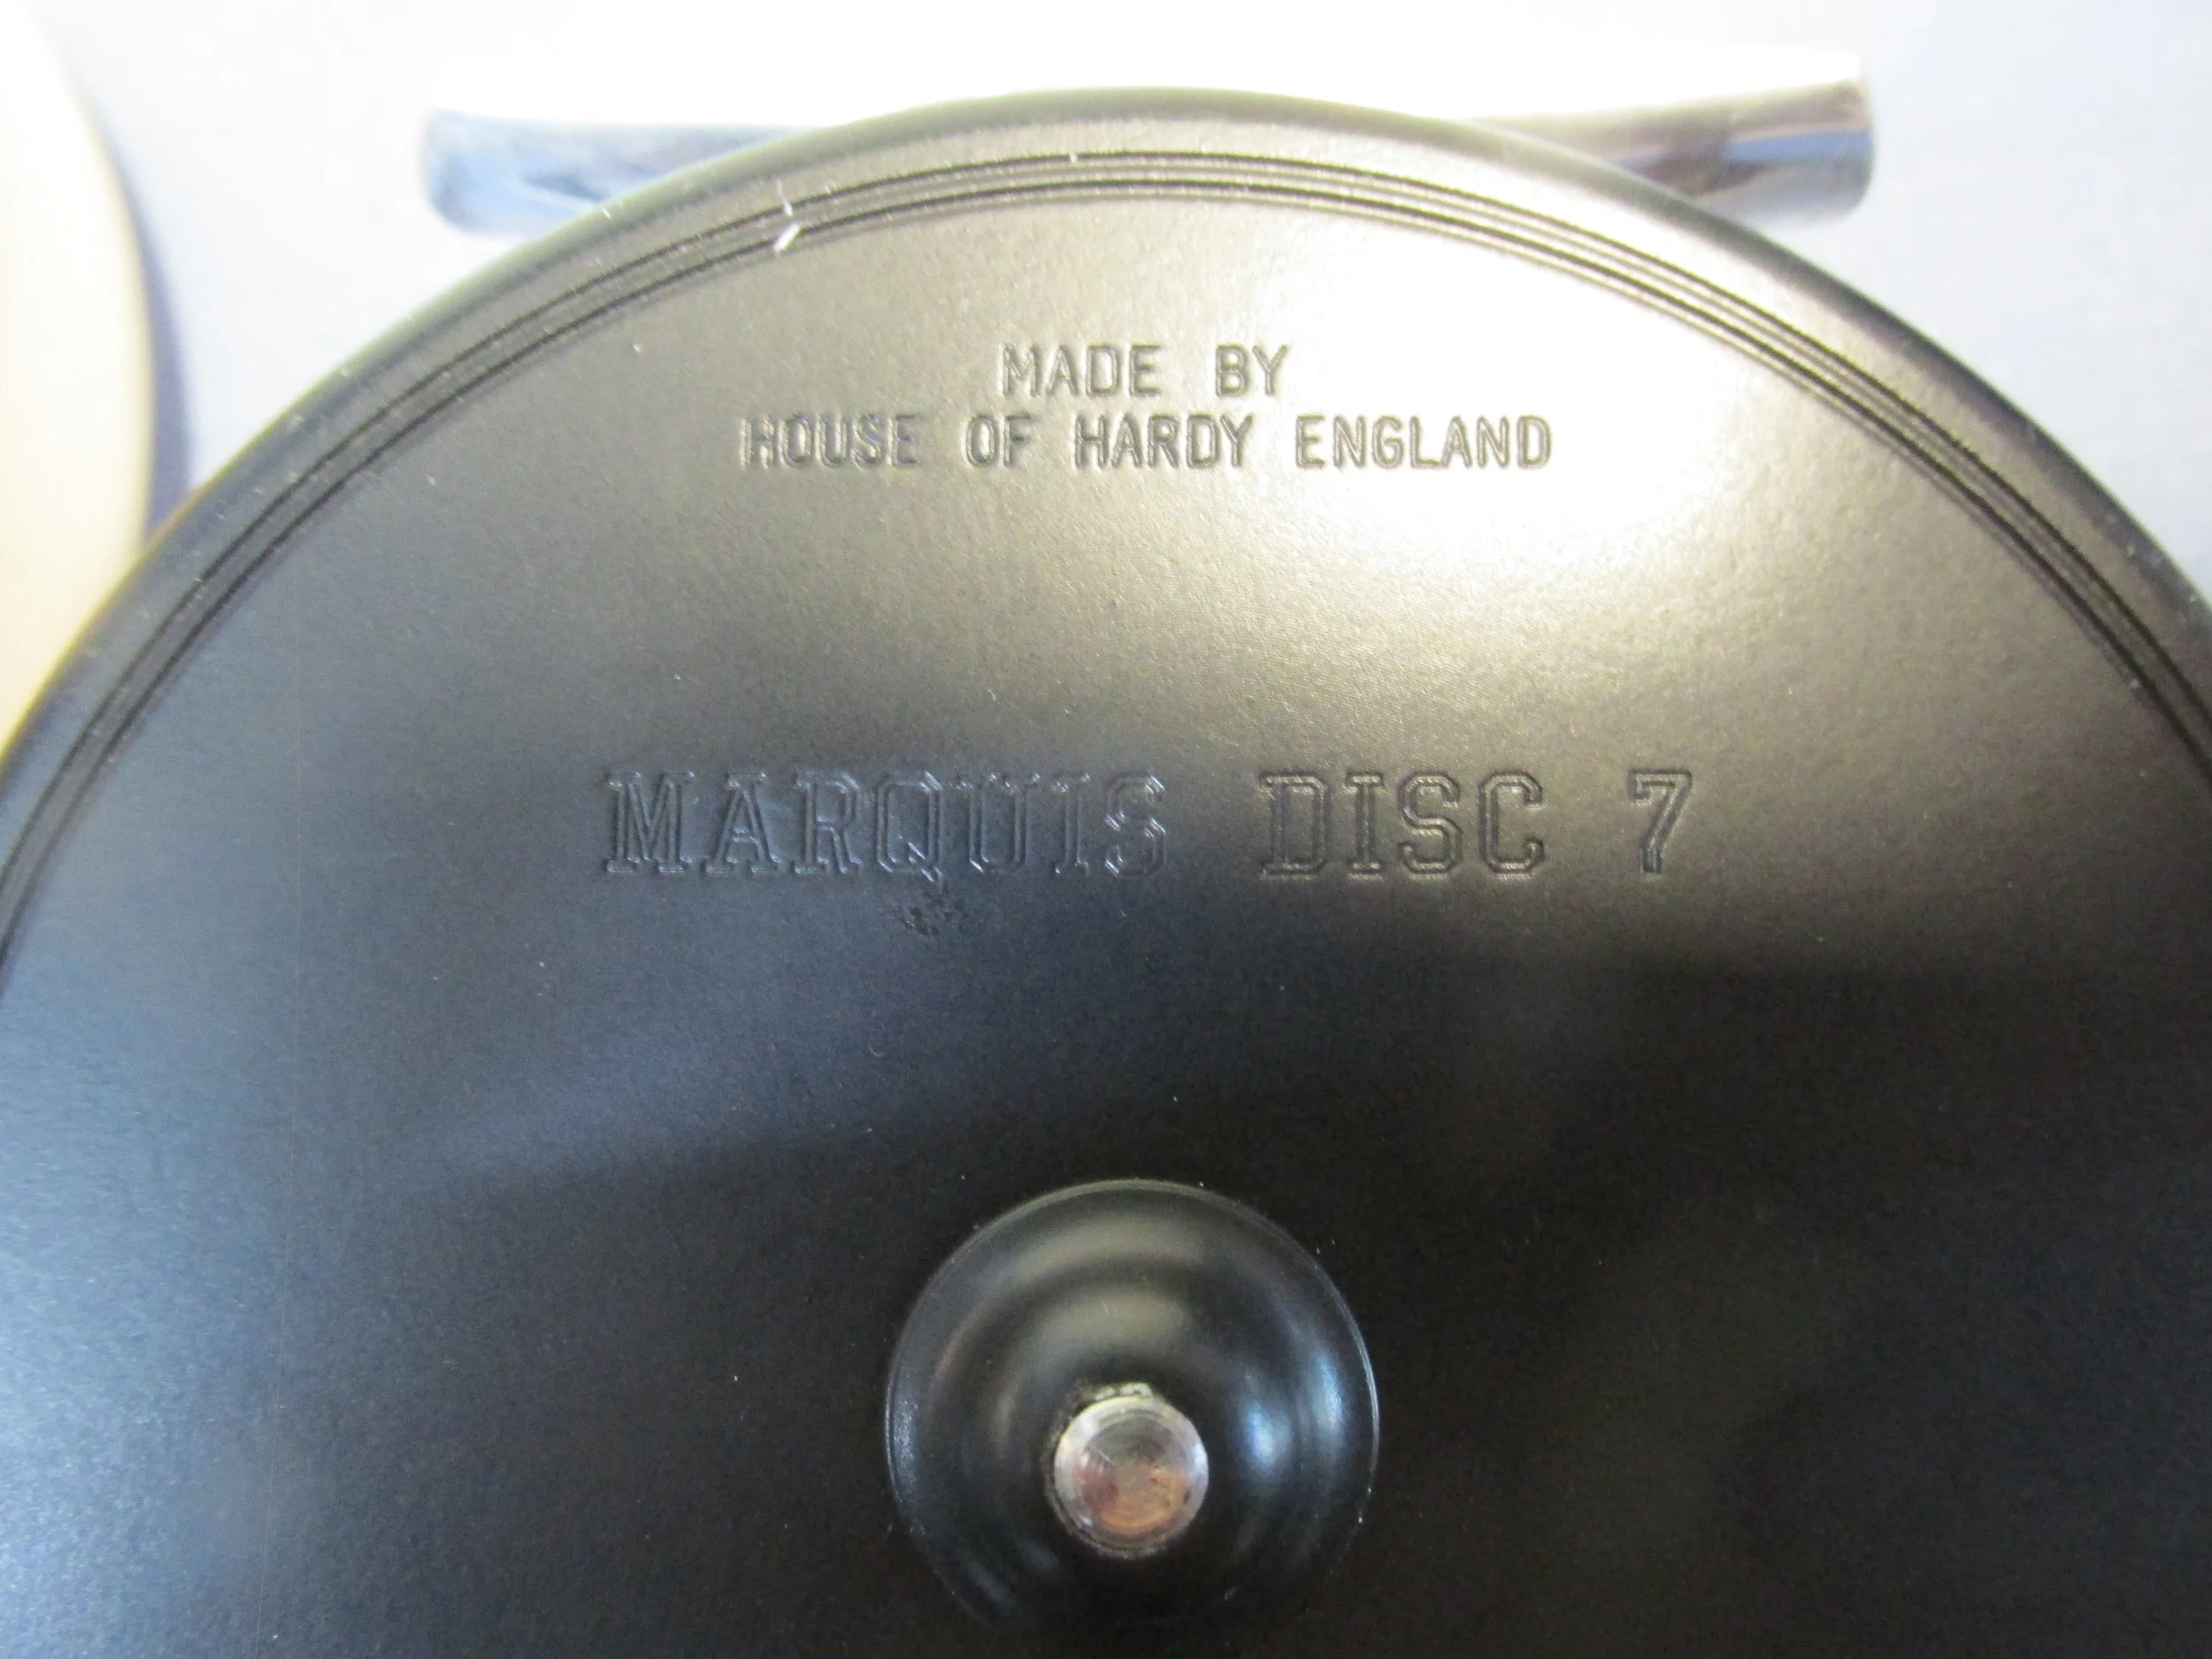 MADE BY
HOUSE OF HARDY ENGLAND
MARQUIS DISC 7